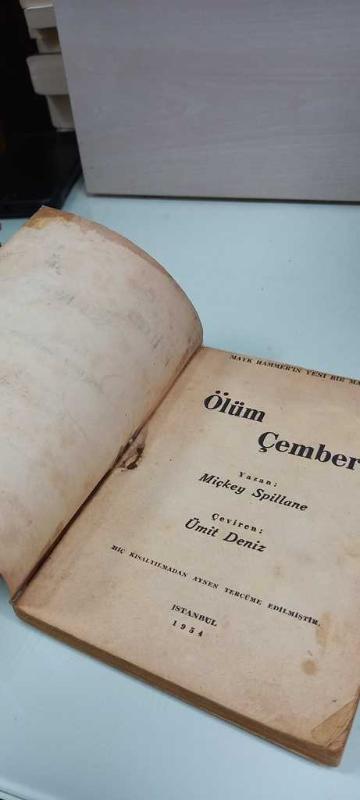 MAYK HAMMER'İN YENİ BİR MA
Ölüm
Çember
Yazan:
Miçkey Spillane
Çeviren:
Ümit Deniz
HİÇ KISALTILMADAN AYNEN TERCÜME EDİLMİŞTİR.
İSTANBUL
1954